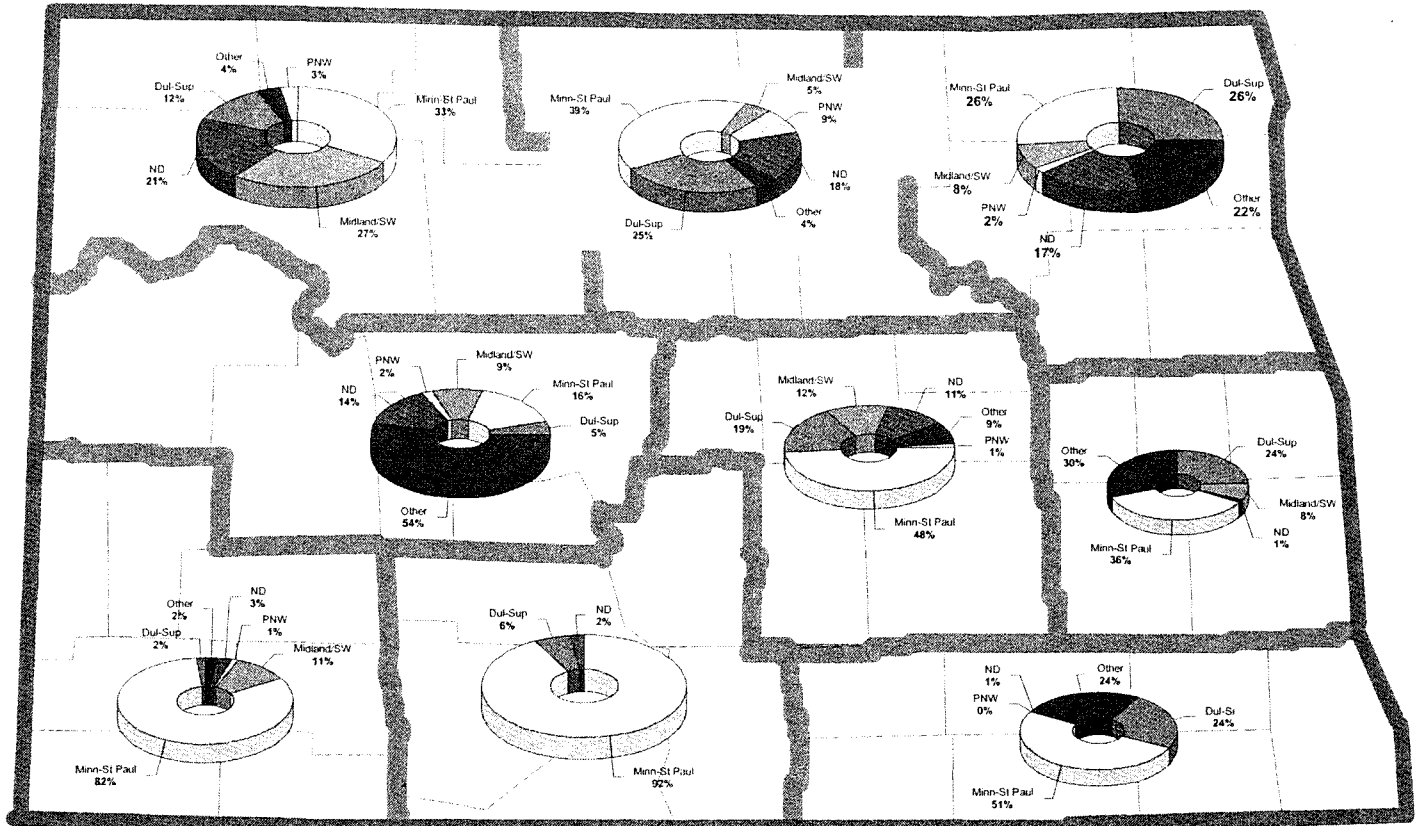 Other
4%
PNW
3%
Dul-Sup
12%
Minn-St Paul
33%
ND
21%
Midland/SW
27%
Minn-St Paul
39%
Midland/SW
5%
PNW
9%
ND
18%
Other
4%
Dul-Sup
25%
Minn-St Paul
26%
Dul-Sup
26%
Midland/SW
8%
PNW
2%
ND
17%
Other
22%
PNW
2%
Midland/SW
9%
ND
14%
Minn-St Paul
16%
Dul-Sup
5%
Other
54%
Midland/SW
12%
ND
11%
Dul-Sup
19%
Other
9%
PNW
1%
Minn-St Paul
48%
Other
30%
Dul-Sup
24%
Midland/SW
8%
ND
1%
Minn-St Paul
36%
Other
2%
ND
3%
PNW
1%
Dul-Sup
2%
Midland/SW
11%
Minn-St Paul
82%
Dul-Sup
6%
ND
2%
Minn-St Paul
92%
ND
1%
Other
24%
PNW
0%
Dul-S
24%
Minn-St Paul
51%